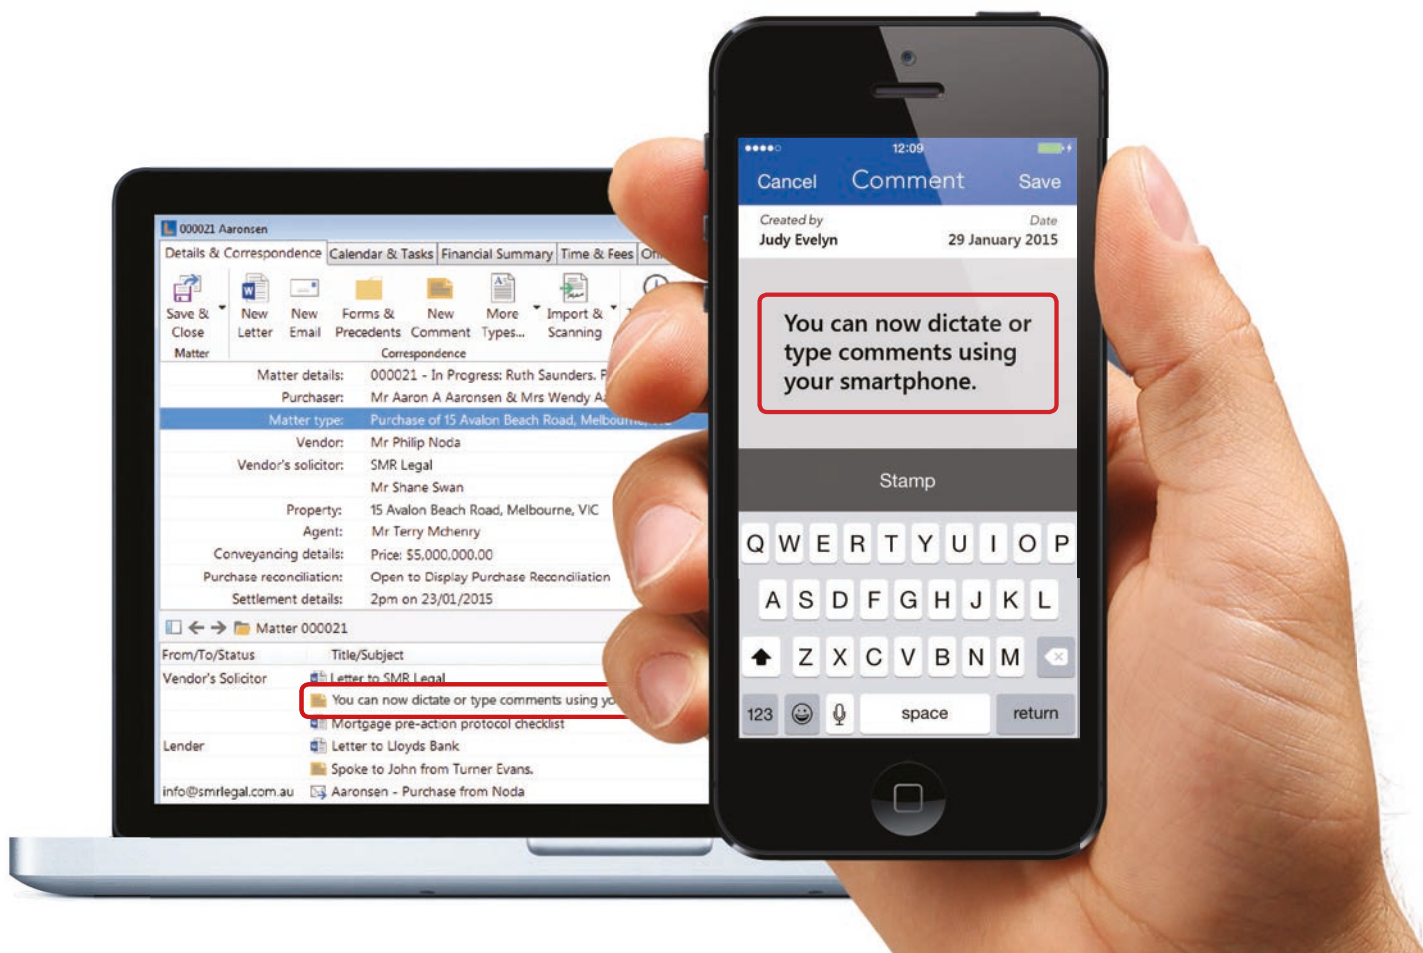 000021 Aaronsen
Details & Correspondence Calendar & Tasks Financial Summary Time & Fees
Save & Close
New Letter
New Email
Forms & Precedents
New Comment
More Types...
Import & Scanning
Matter
Correspondence
Matter details: 000021 - In Progress: Ruth Saunders.
Purchaser: Mr Aaron A Aaronsen & Mrs Wendy
Matter type: Purchase of 15 Avalon Beach Road, Melbourne,
Vendor: Mr Philip Noda
Vendor's solicitor: SMR Legal
Mr Shane Swan
Property: 15 Avalon Beach Road, Melbourne, VIC
Agent: Mr Terry Mchenry
Conveyancing details: Price: $5,000,000.00
Purchase reconciliation: Open to Display Purchase Reconciliation
Settlement details: 2pm on 23/01/2015
Matter 000021
From/To/Status Title/Subject
Vendor's Solicitor Letter to SMR Legal
You can now dictate or type comments using
Mortgage pre-action protocol checklist
Lender Letter to Lloyds Bank
Spoke to John from Turner Evans.
info@smrlegal.com.au Aaronsen - Purchase from Noda
12:09
Cancel Comment Save
Created by Date
Judy Evelyn 29 January 2015
You can now dictate or
type comments using
your smartphone.
Stamp
Q W E R T Y U I O P
A S D F G H J K L
Z X C V B N M
123 space return